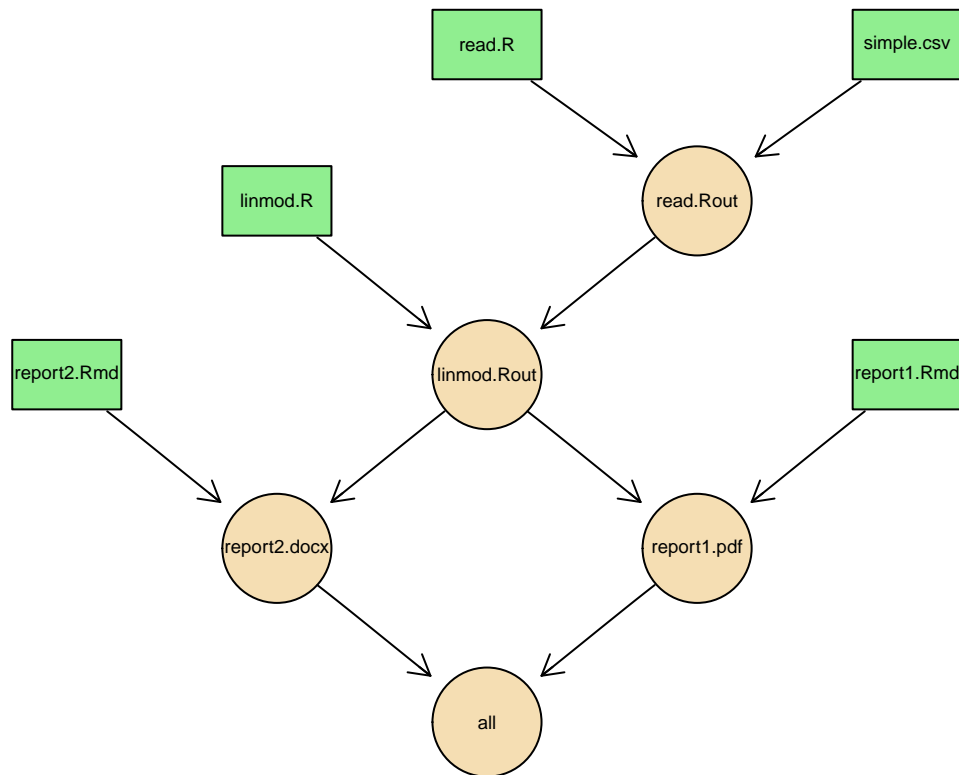 read.R
simple.csv
linmod.R
read.Rout
report2.Rmd
linmod.Rout
report1.Rmd
report2.docx
report1.pdf
all